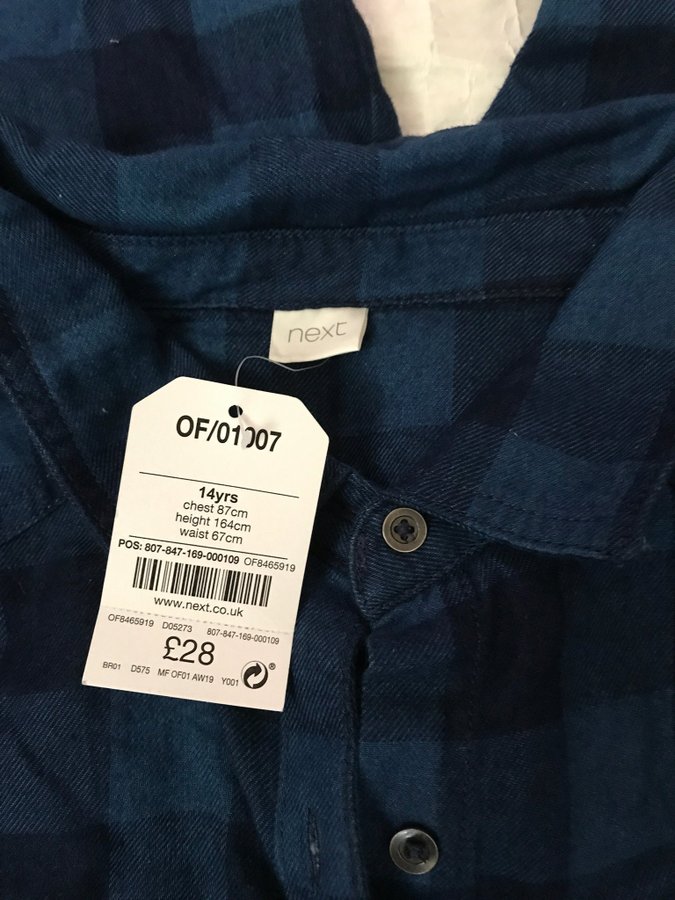 next
OF/01007
14yrs
chest 87cm
height 164cm
waist 67cm
POS: 807-847-169-000109 OF8465919
www.next.co.uk
OF8465919 D05273 807-847-169-000109
£28
BR01 D575 MF OF01 AW19 Y001 ®